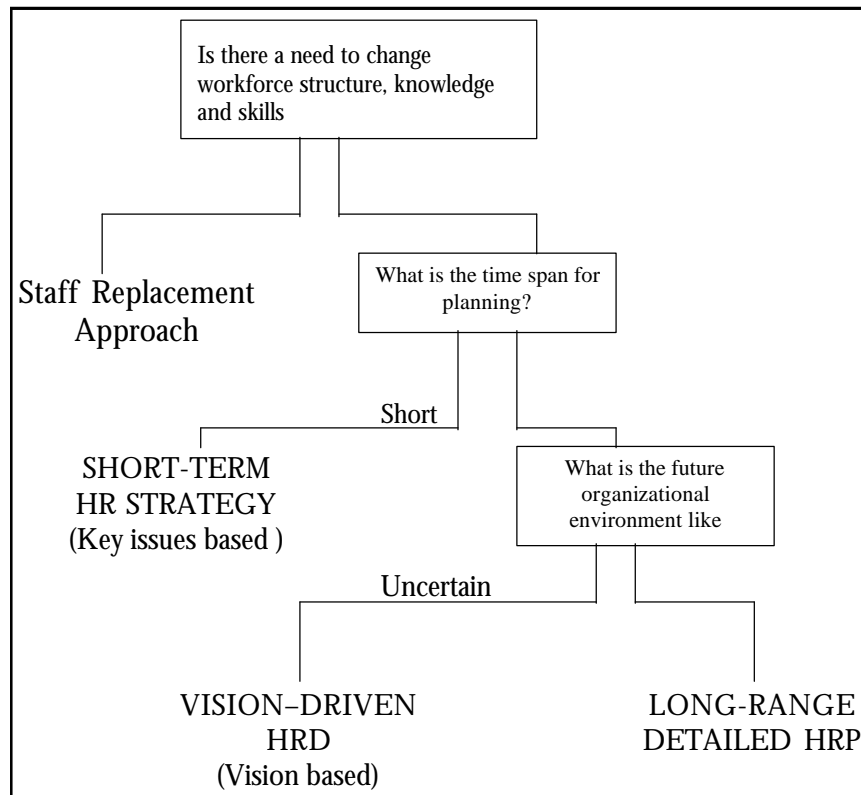 Is there a need to change
workforce structure, knowledge
and skills
Staff Replacement
Approach
What is the time span for
planning?
Short
SHORT-TERM
HR STRATEGY
(Key issues based )
What is the future
organizational
environment like
Uncertain
VISION–DRIVEN
HRD
(Vision based)
LONG-RANGE
DETAILED HRP